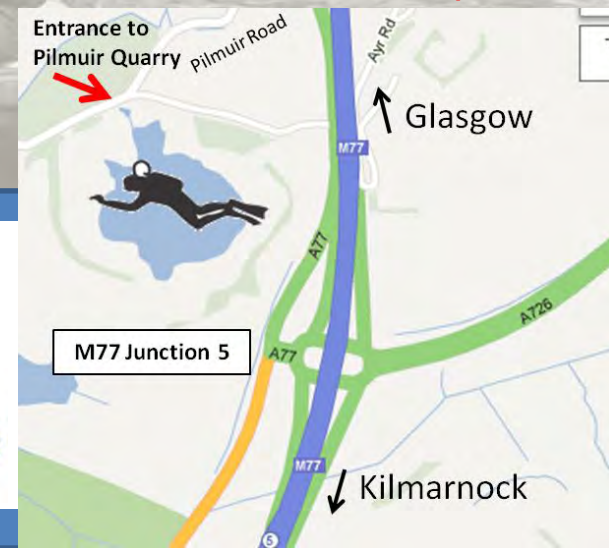 Entrance to
Pilmuir Quarry
Pilmuir Road
Ayr Rd
Glasgow
M77
A77
A726
M77 Junction 5
A77
M77
Kilmarnock
5